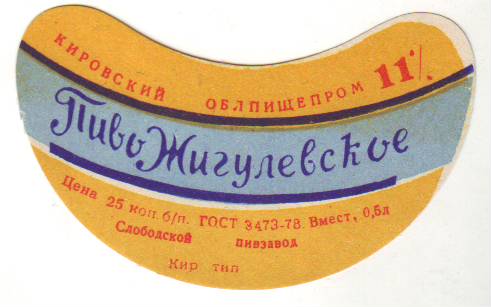 КИРОВСКИЙ ОБЛПИЩЕПРОМ 11%
Пиво Жигулевское
Цена 25 коп. б/п. ГОСТ 3473-78. Вмест, 0,5л
Слободской пивзавод
Кир тип